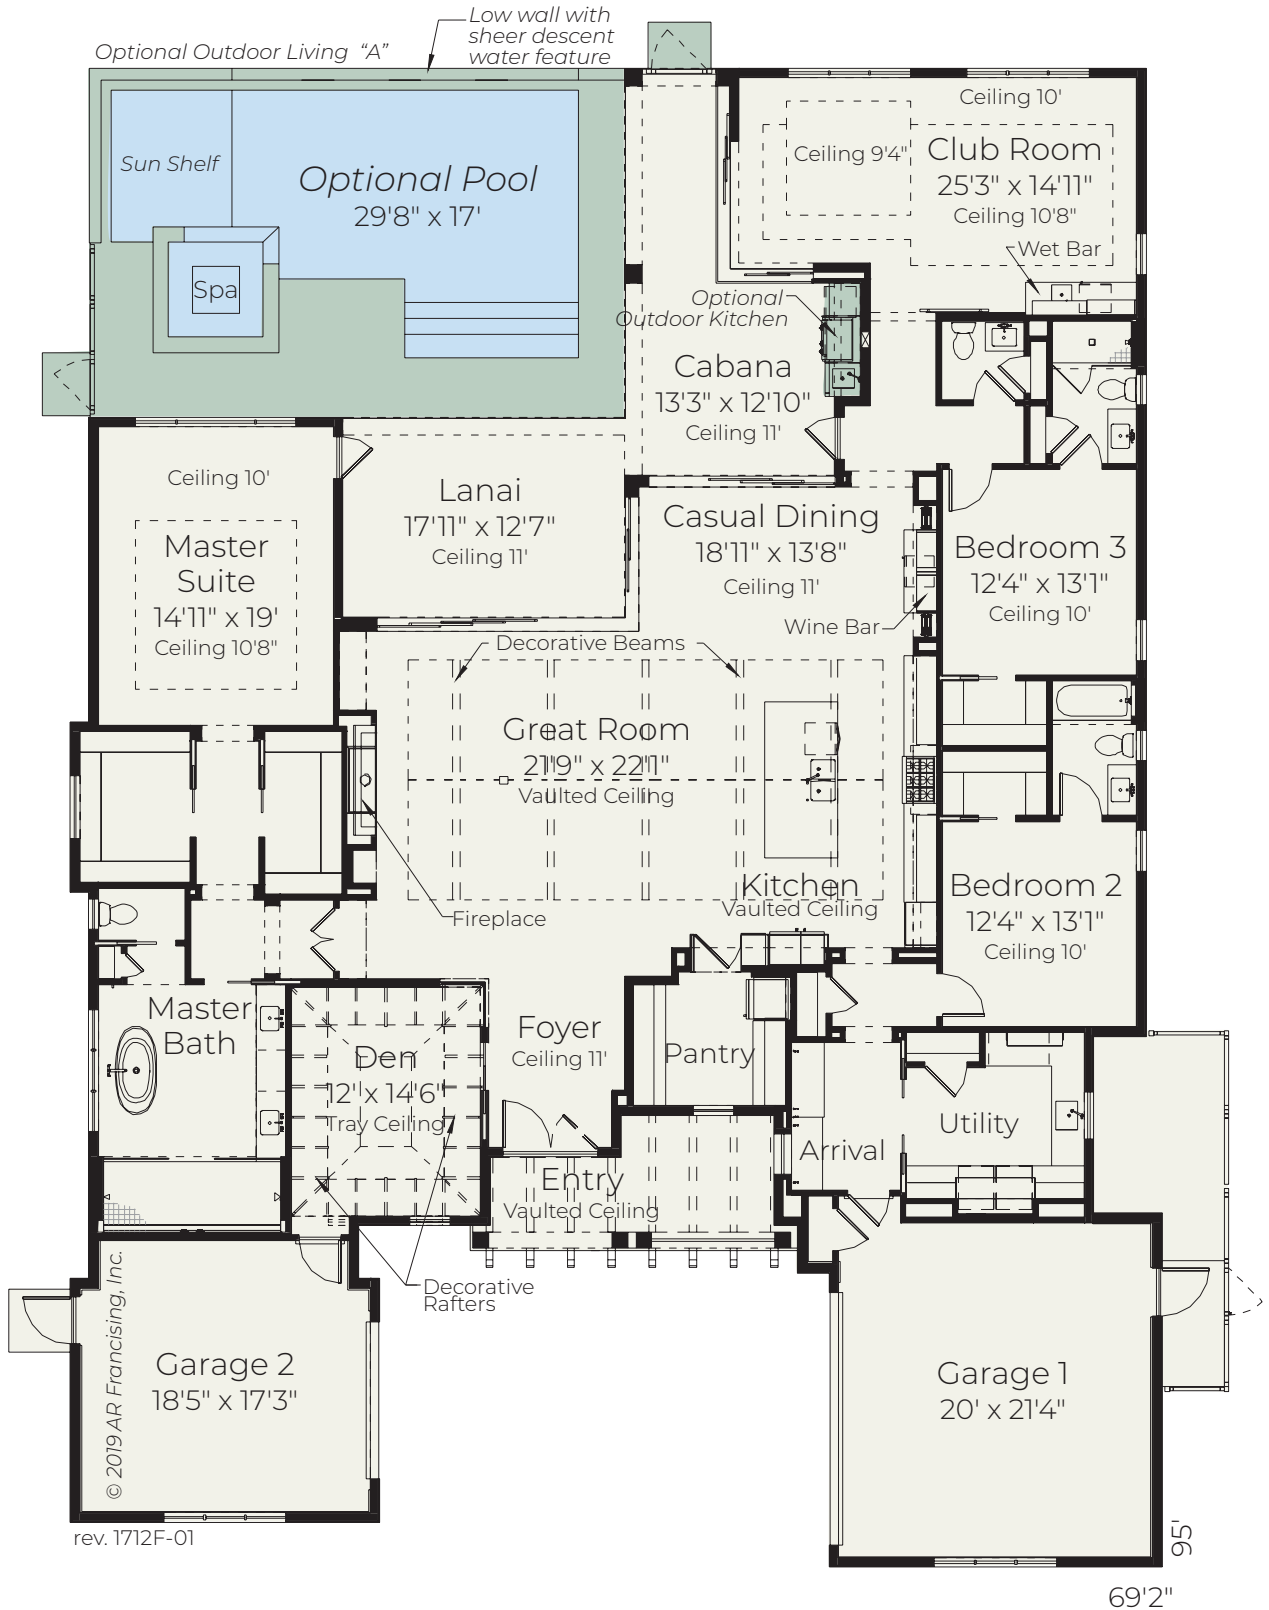 Low wall with
sheer descent
water feature
Optional Outdoor Living “A”
Sun Shelf
Optional Pool
29'8" x 17'
Spa
Ceiling 10'
Ceiling 9'4"
Club Room
25'3" x 14'11"
Ceiling 10'8"
Wet Bar
Optional
Outdoor Kitchen
Cabana
13'3" x 12'10"
Ceiling 11'
Ceiling 10'
Master
Suite
14'11" x 19'
Ceiling 10'8"
Lanai
17'11" x 12'7"
Ceiling 11'
Casual Dining
18'11" x 13'8"
Ceiling 11'
Wine Bar
Bedroom 3
12'4" x 13'1"
Ceiling 10'
Decorative Beams
Great Room
21'9" x 22'1"
Vaulted Ceiling
Fireplace
Kitchen
Vaulted Ceiling
Bedroom 2
12'4" x 13'1"
Ceiling 10'
Master
Bath
Den
12' x 14'6"
Tray Ceiling
Foyer
Ceiling 11'
Pantry
Utility
Arrival
Entry
Vaulted Ceiling
Decorative
Rafters
Garage 2
18'5" x 17'3"
© 2019 AR Francising, Inc.
Garage 1
20' x 21'4"
rev. 1712F-01
95'
69'2"